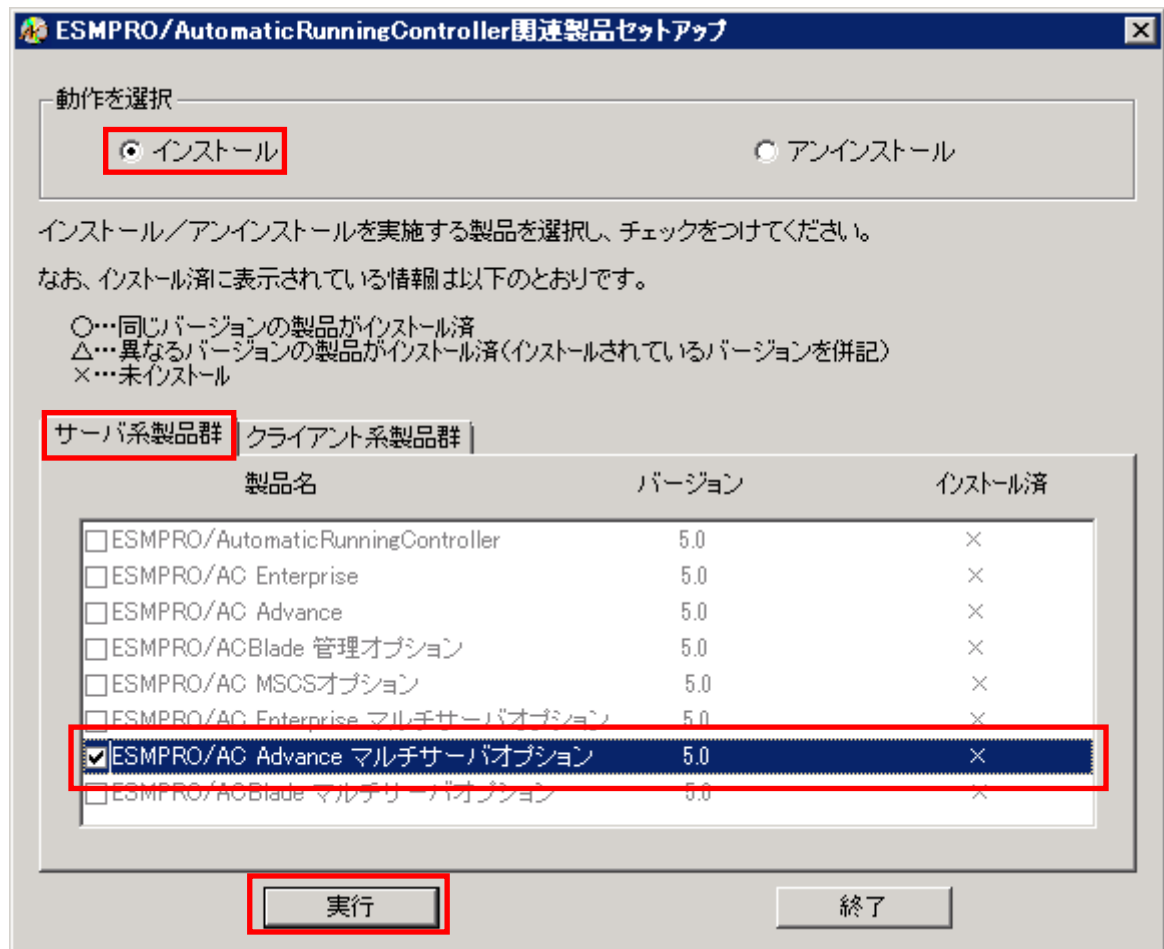 ESMPRO/AutomaticRunningController関連製品セットアップ
動作を選択
インストール
アンインストール
インストール／アンインストールを実施する製品を選択し、チェックをつけてください。
なお、インストール済に表示されている情報は以下のとおりです。
○…同じバージョンの製品がインストール済
△…異なるバージョンの製品がインストール済(インストールされているバージョンを併記)
×…未インストール
サーバ系製品群 クライアント系製品群
製品名 バージョン インストール済
ESMPRO/AutomaticRunningController 5.0 ×
ESMPRO/AC Enterprise 5.0 ×
ESMPRO/AC Advance 5.0 ×
ESMPRO/ACBlade 管理オプション 5.0 ×
ESMPRO/AC MSCSオプション 5.0 ×
ESMPRO/AC Enterprise マルチサーバオプション 5.0 ×
ESMPRO/AC Advance マルチサーバオプション 5.0 ×
ESMPRO/ACBlade マルチサーバオプション 5.0 ×
実行 終了